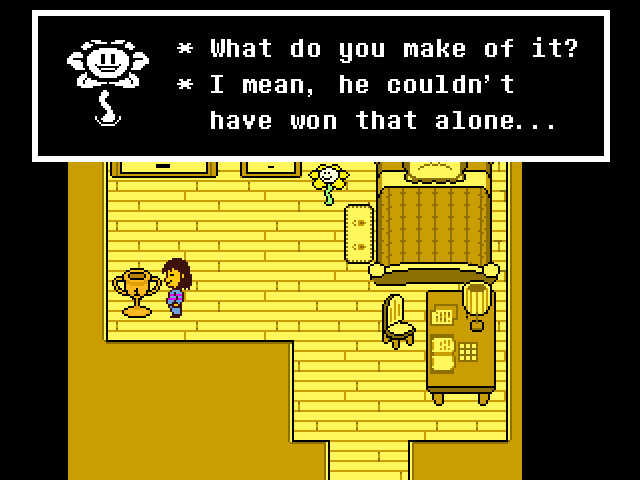 * What do you make of it?
* I mean, he couldn't
have won that alone...